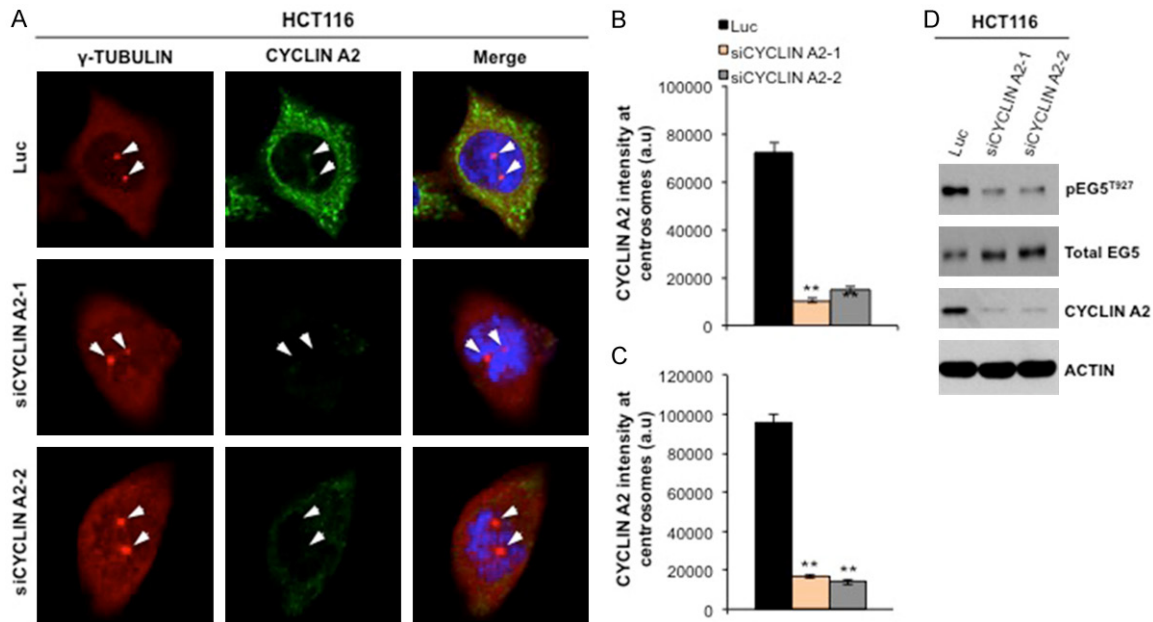 A
HCT116
γ-TUBULIN
CYCLIN A2
Merge
Luc
siCYCLIN A2-1
siCYCLIN A2-2
B
Luc
siCYCLIN A2-1
siCYCLIN A2-2
CYCLIN A2 intensity at
centrosomes (a.u)
100000
80000
60000
40000
20000
0
**
**
C
CYCLIN A2 intensity at
centrosomes (a.u)
120000
100000
80000
60000
40000
20000
0
**
**
D
HCT116
Luc
siCYCLIN A2-1
siCYCLIN A2-2
pEG5T927
Total EG5
CYCLIN A2
ACTIN